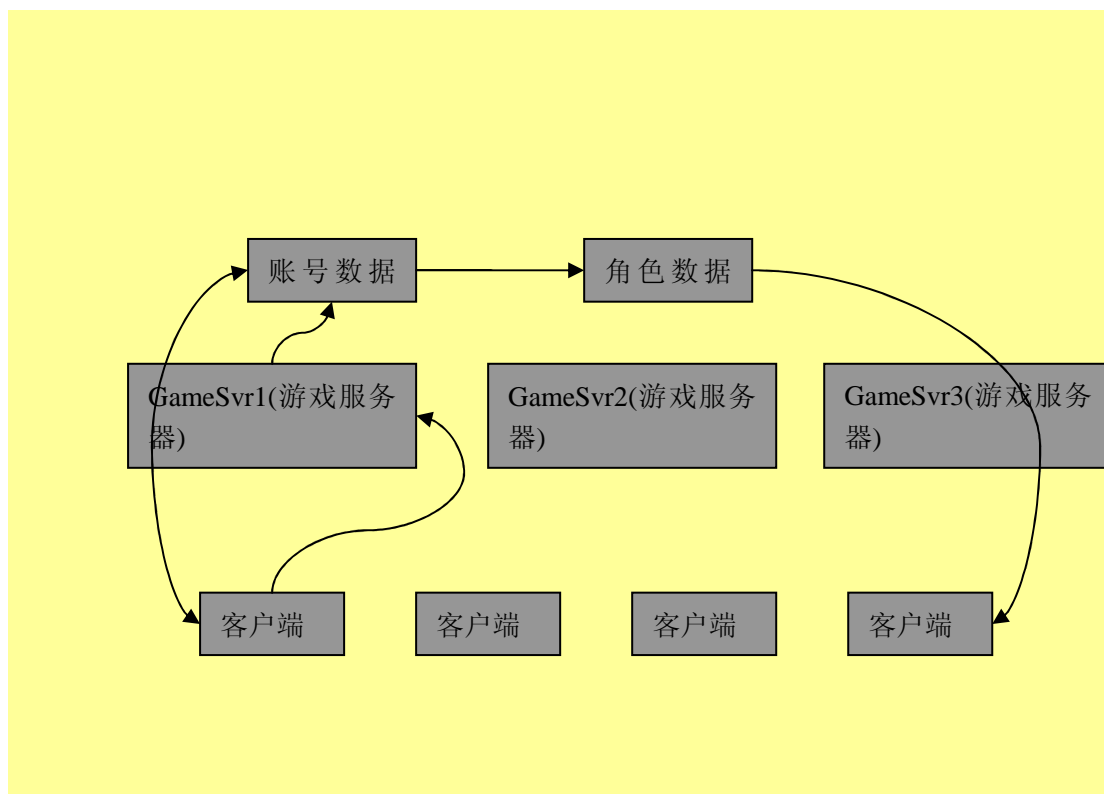 账号数据
角色数据
GameSvr1(游戏服务
器)
GameSvr2(游戏服务
器)
GameSvr3(游戏服务
器)
客户端
客户端
客户端
客户端